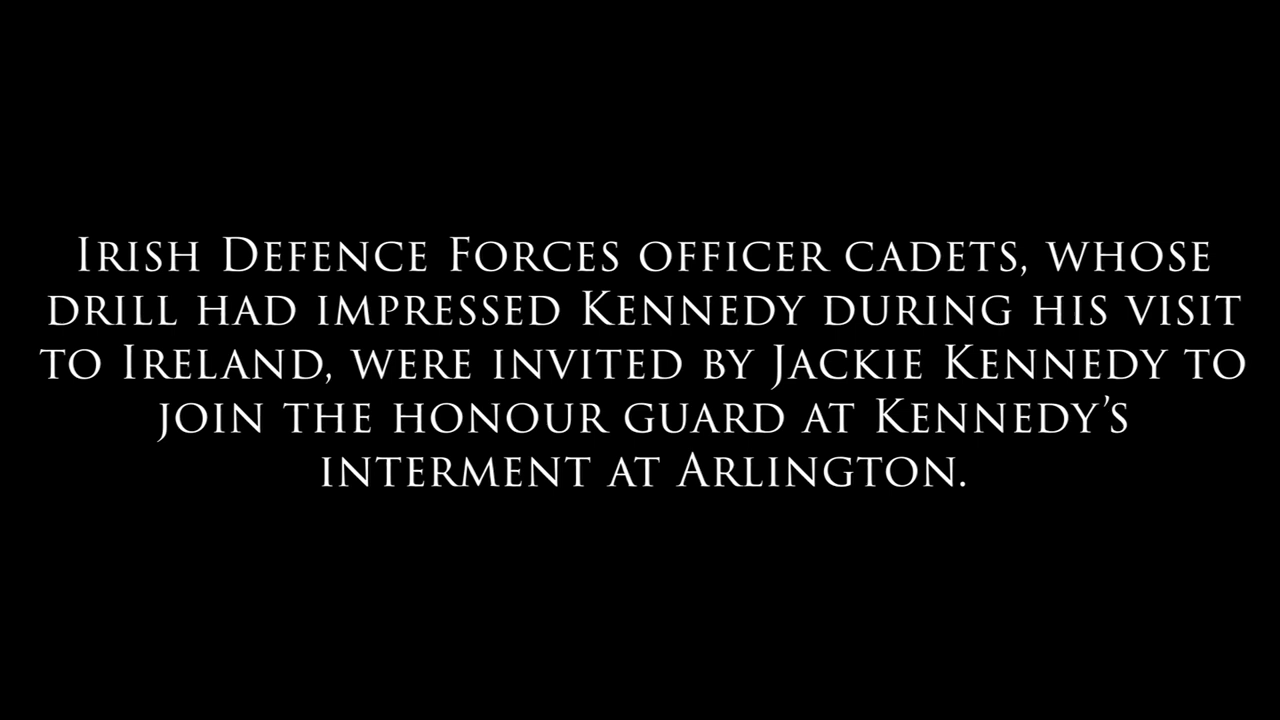 Irish Defence Forces officer cadets, whose
drill had impressed Kennedy during his visit
to Ireland, were invited by Jackie Kennedy to
join the honour guard at Kennedy’s
interment at Arlington.